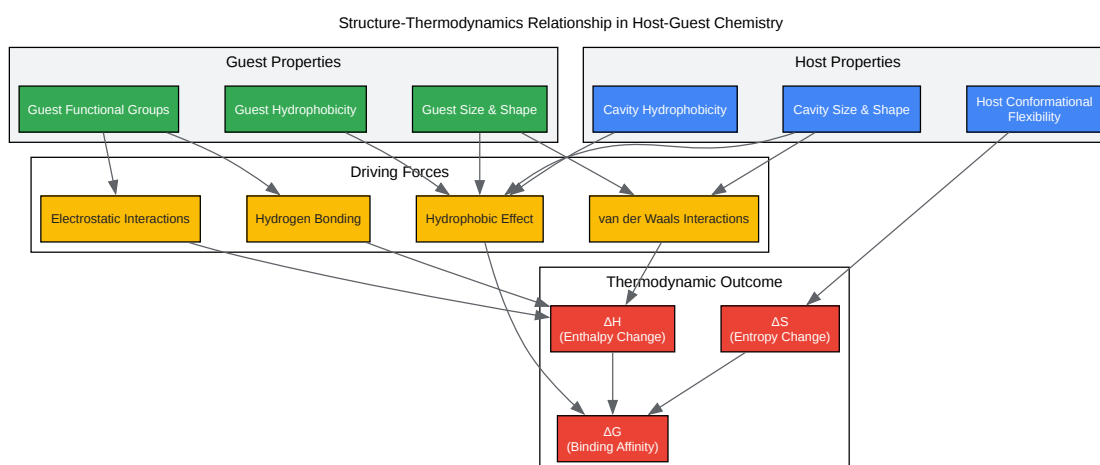 Structure-Thermodynamics Relationship in Host-Guest Chemistry
Guest Properties
Host Properties
Guest Functional Groups
Guest Hydrophobicity
Guest Size & Shape
Cavity Hydrophobicity
Cavity Size & Shape
Host Conformational
Flexibility
Driving Forces
Electrostatic Interactions
Hydrogen Bonding
Hydrophobic Effect
van der Waals Interactions
Thermodynamic Outcome
ΔH
(Enthalpy Change)
ΔS
(Entropy Change)
ΔG
(Binding Affinity)